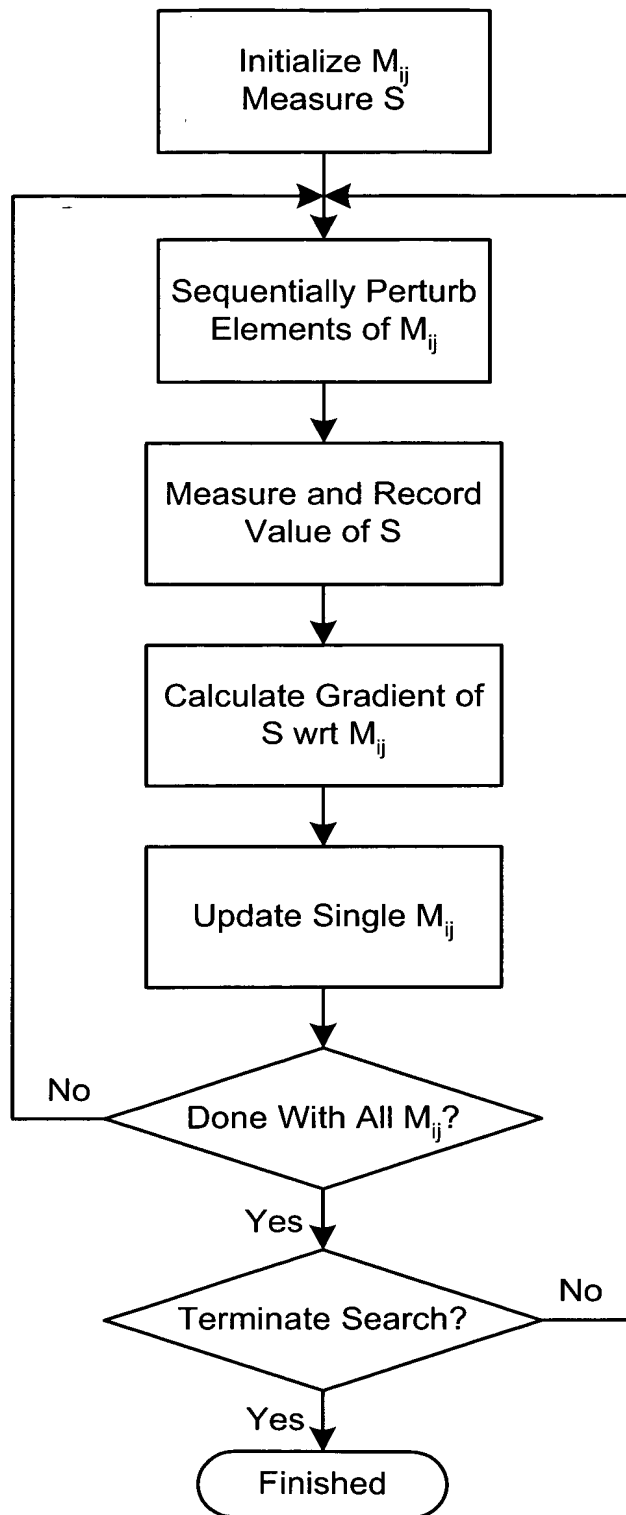 Initialize M_ij
Measure S
Sequentially Perturb
Elements of M_ij
Measure and Record
Value of S
Calculate Gradient of
S wrt M_ij
Update Single M_ij
No
Done With All M_ij?
Yes
Terminate Search?
No
Yes
Finished